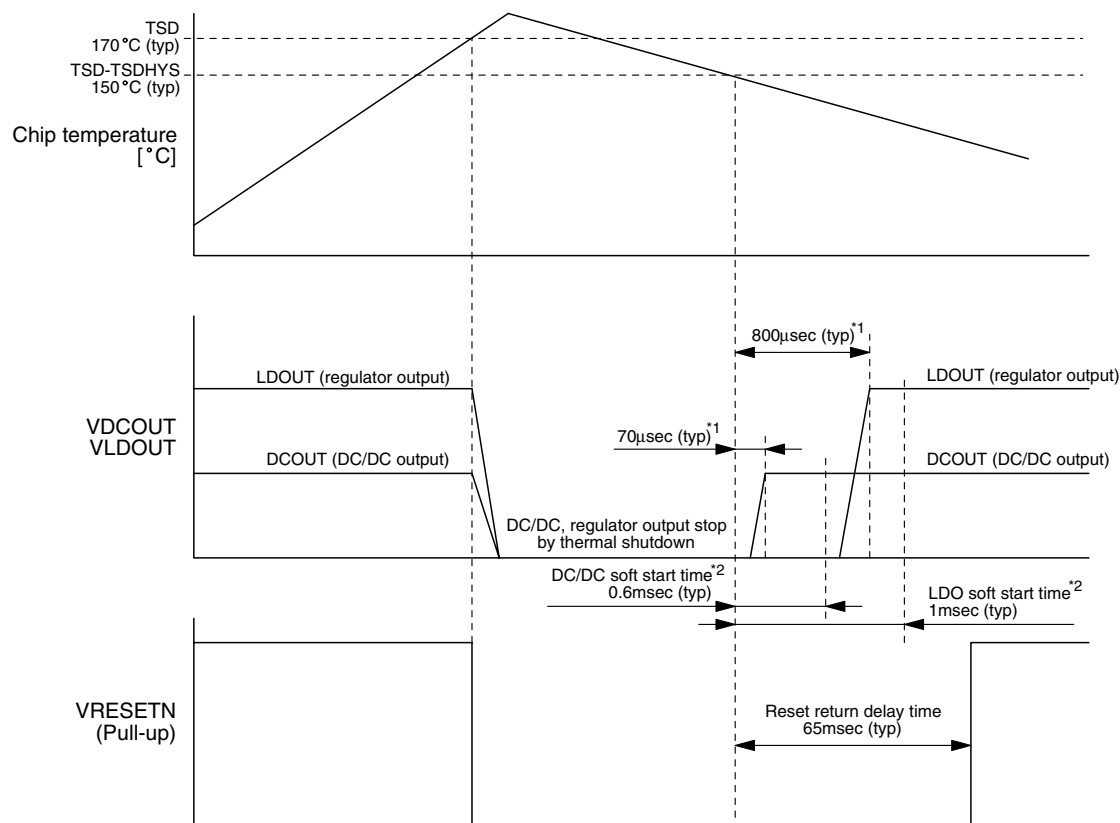 TSD
170°C (typ)
TSD-TSDHYS
150°C (typ)
Chip temperature
[°C]
800μsec (typ)*1
LDOUT (regulator output)
LDOUT (regulator output)
VDCOUT
VLDOUT
70μsec (typ)*1
DCOUT (DC/DC output)
DCOUT (DC/DC output)
DC/DC, regulator output stop
by thermal shutdown
DC/DC soft start time*2
0.6msec (typ)
LDO soft start time*2
1msec (typ)
VRESETN
(Pull-up)
Reset return delay time
65msec (typ)